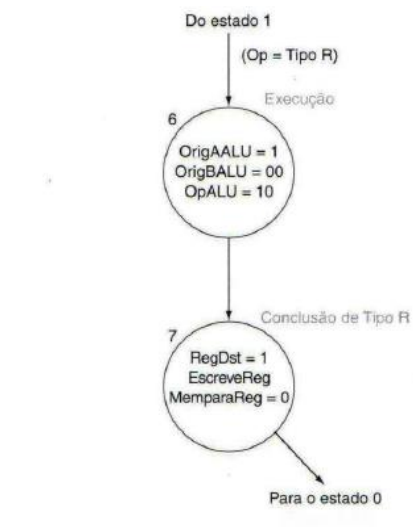 Do estado 1
(Op = Tipo R)
Execução
6
OrigAALU = 1
OrigBALU = 00
OpALU = 10
Conclusão de Tipo R
7
RegDst = 1
EscreveReg
MemparaReg = 0
Para o estado 0